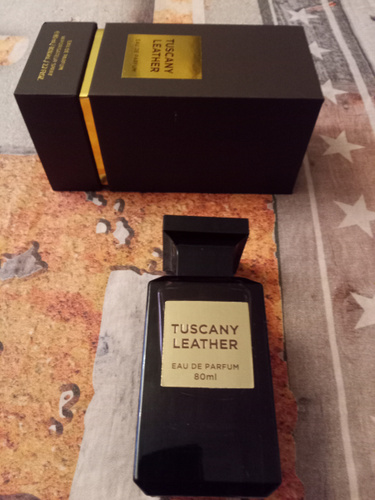 TUSCANY
LEATHER
EAU DE PARFUM
TUSCANY
LEATHER
EAU DE PARFUM
80ml